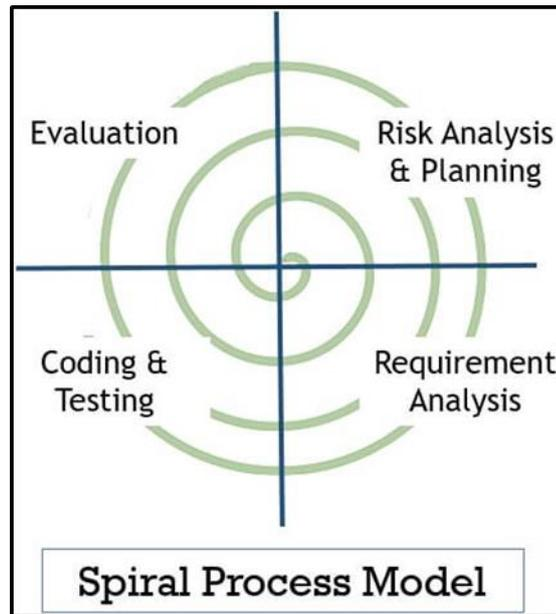 Evaluation
Risk Analysis
& Planning
Coding &
Testing
Requirement
Analysis
Spiral Process Model